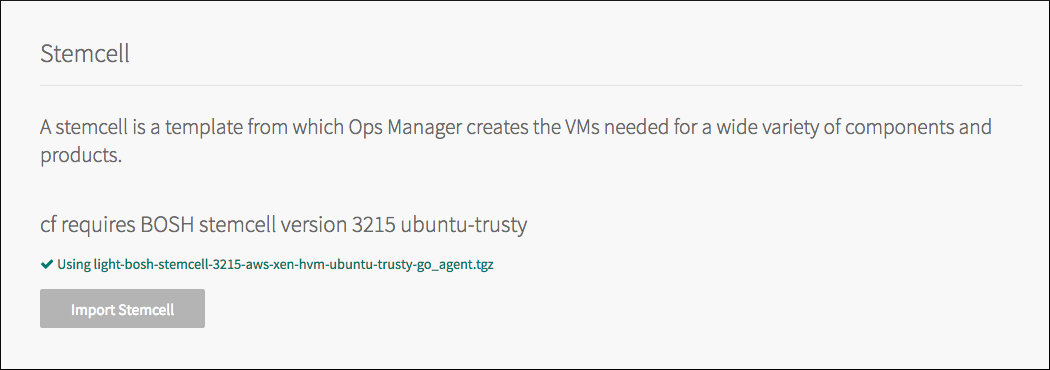 Stemcell
A stemcell is a template from which Ops Manager creates the VMs needed for a wide variety of components and
products.
cf requires BOSH stemcell version 3215 ubuntu-trusty
Using light-bosh-stemcell-3215-aws-xen-hvm-ubuntu-trusty-go_agent.tgz
Import Stemcell